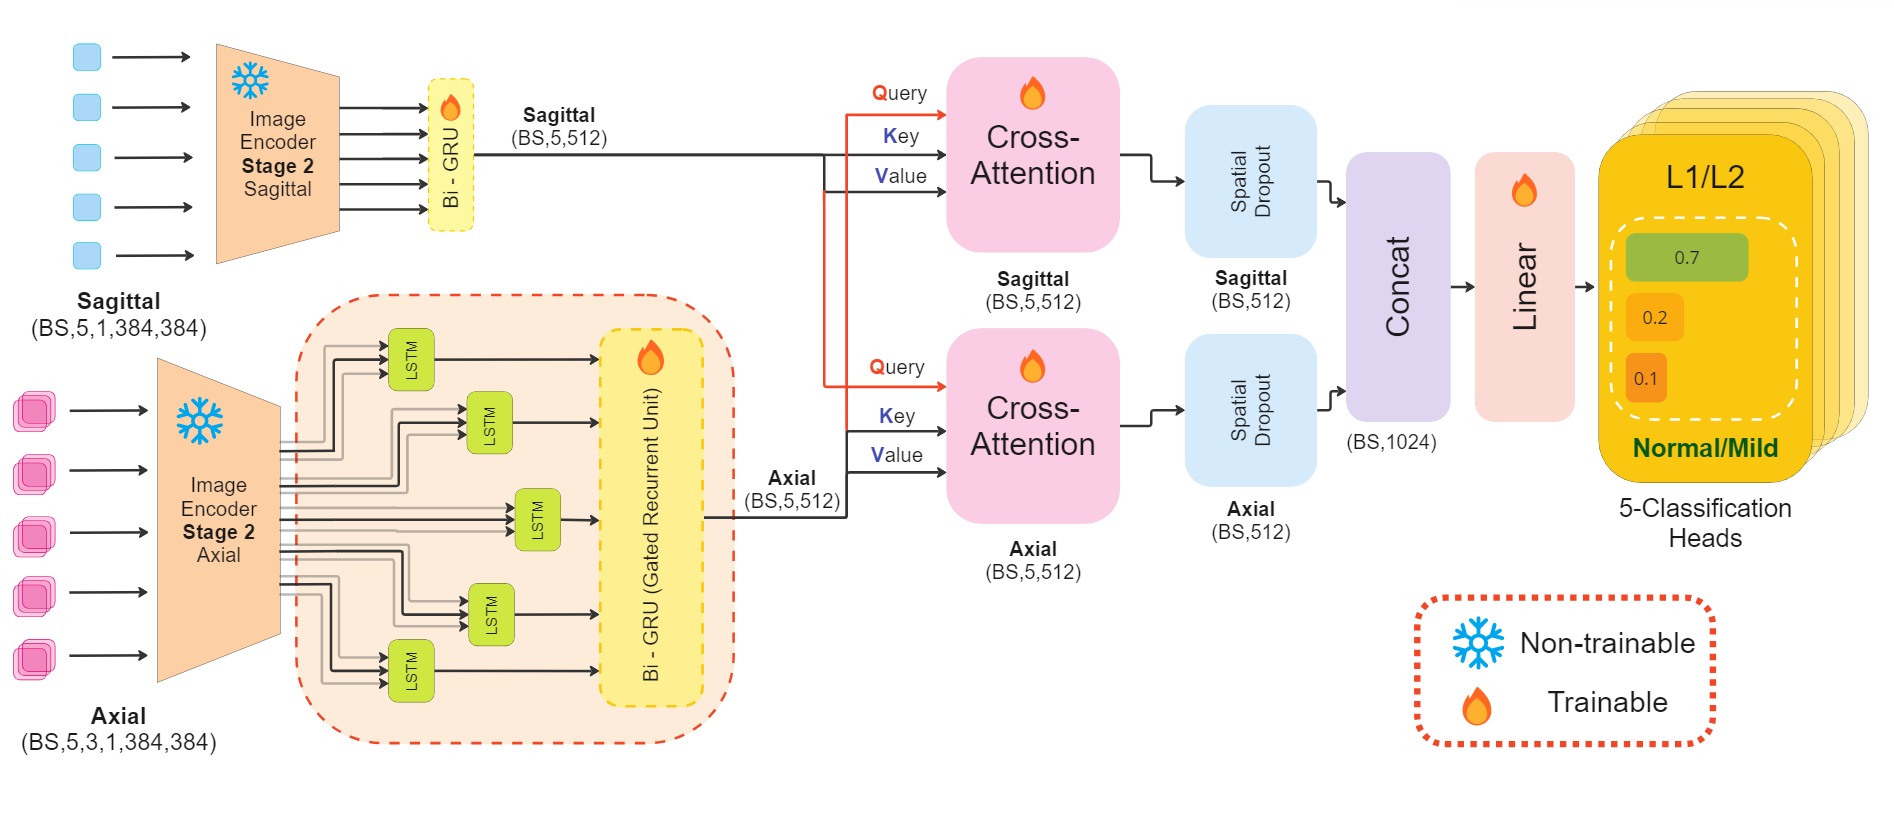 Image
Encoder
Stage 2
Sagittal
Bi - GRU
Sagittal
(BS,5,1,384,384)
Sagittal
(BS,5,512)
Query
Key
Value
Cross-
Attention
Sagittal
(BS,5,512)
Spatial
Dropout
Sagittal
(BS,512)
Image
Encoder
Stage 2
Axial
Axial
(BS,5,3,1,384,384)
LSTM
LSTM
LSTM
LSTM
LSTM
Bi - GRU (Gated Recurrent Unit)
Axial
(BS,5,512)
Query
Key
Value
Cross-
Attention
Axial
(BS,5,512)
Spatial
Dropout
Axial
(BS,512)
Concat
(BS,1024)
Linear
L1/L2
0.7
0.2
0.1
Normal/Mild
5-Classification
Heads
Non-trainable
Trainable